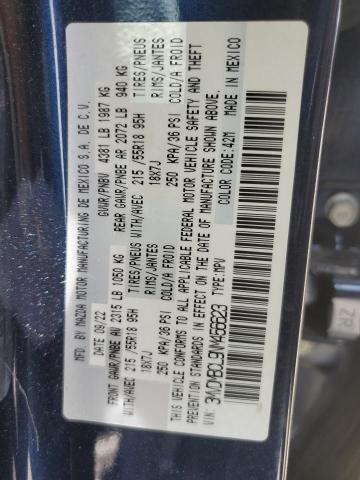 MFD. BY MAZDA MOTOR MANUFACTURING DE MEXICO S.A. DE C.V.
DATE 09/22 GVWR/PNBV 4381 LB 1987 KG
FRONT GAWR/PNBE AV 2315 LB 1050 KG REAR GAWR/PNBE AR 2072 LB 940 KG
WITH/AVEC 215 /55R18 95H TIRES/PNEUS WITH/AVEC 215 /55R18 95H TIRES/PNEUS
18X7J RIMS/JANTES 18X7J RIMS/JANTES
250 KPA/36 PSI COLD/A FROID 250 KPA/36 PSI COLD/A FROID
THIS VEHICLE CONFORMS TO ALL APPLICABLE FEDERAL MOTOR VEHICLE SAFETY AND THEFT
PREVENTION STANDARDS IN EFFECT ON THE DATE OF MANUFACTURE SHOWN ABOVE.
VIN: TYPE: MPV COLOR CODE: 42M MADE IN MEXICO